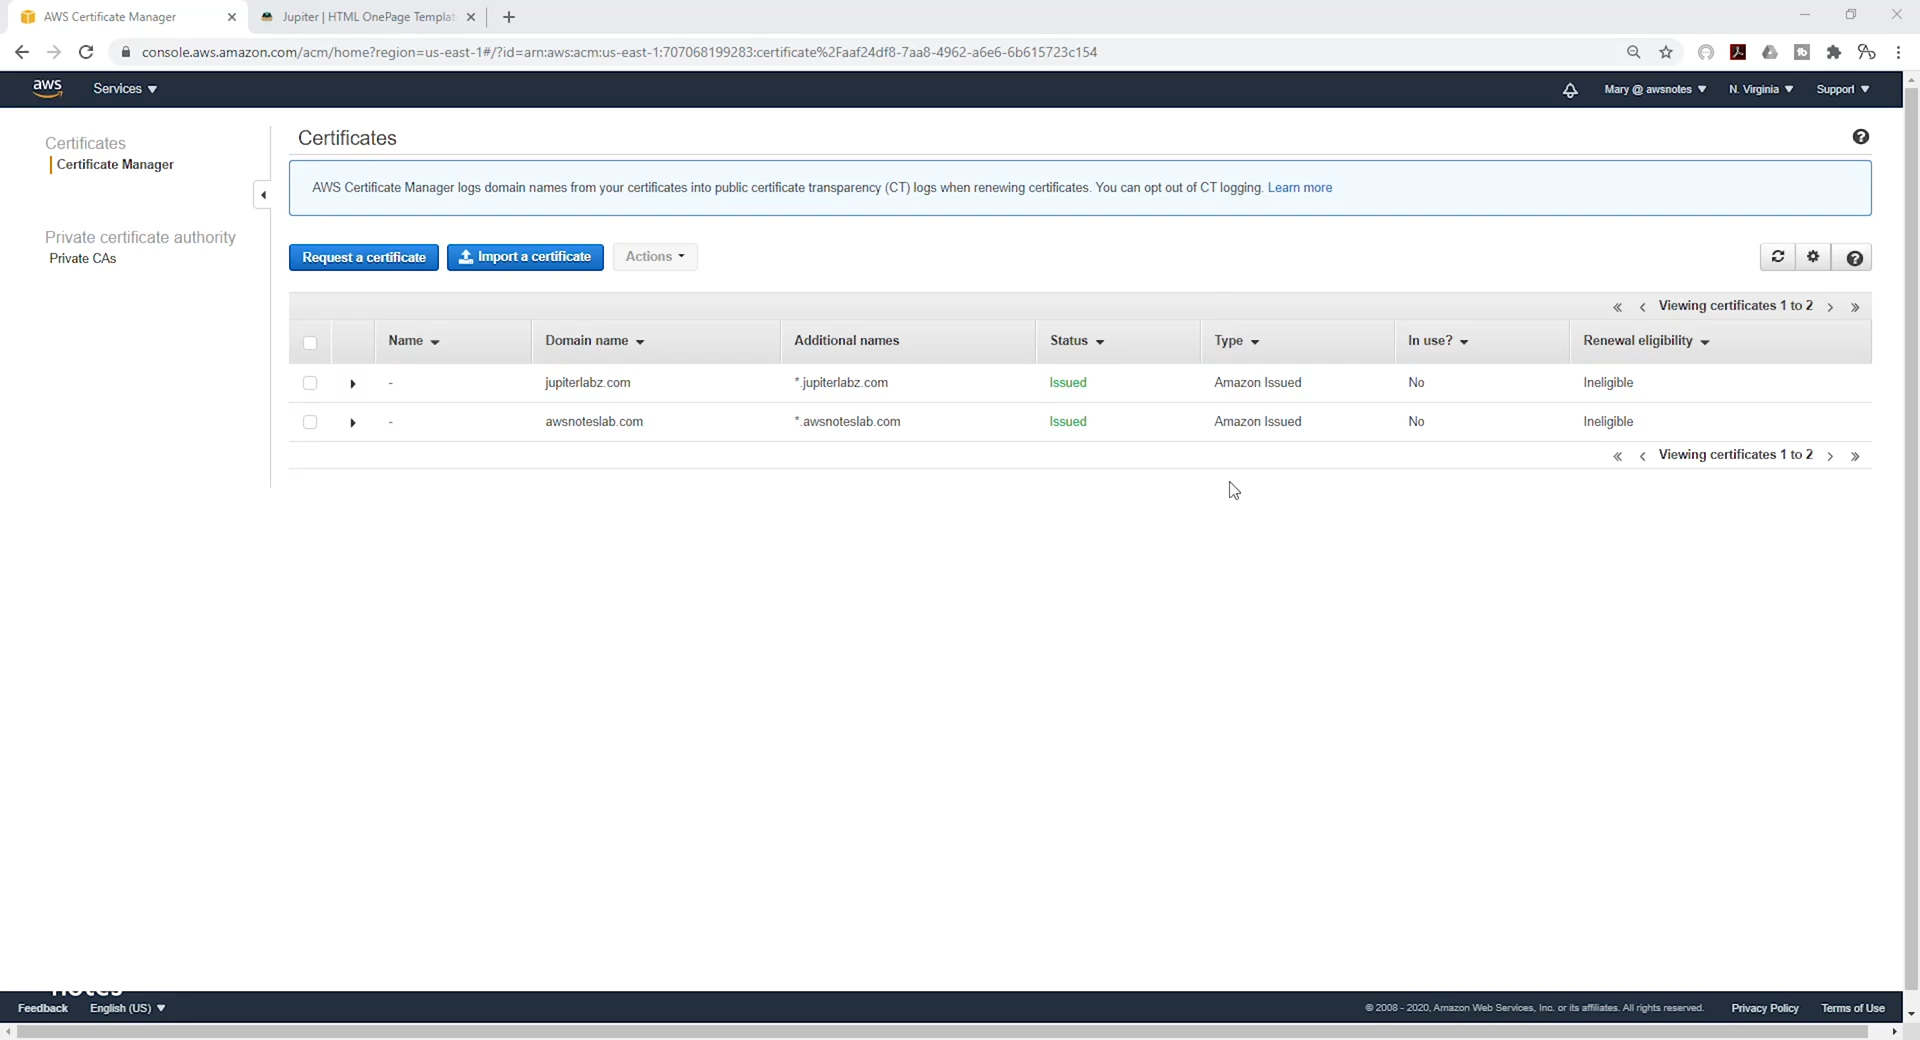 AWS Certificate Manager
Jupiter | HTML OnePage Templat
console.aws.amazon.com/acm/home?region=us-east-1#/?id=arn:aws:acm:us-east-1:707068199283:certificate%2Faaf24df8-7aa8-4962-a6e6-6b615723c154
aws Services Mary @ awsnotes N. Virginia Support
Certificates
Certificate Manager
Private certificate authority
Private CAs
Certificates
AWS Certificate Manager logs domain names from your certificates into public certificate transparency (CT) logs when renewing certificates. You can opt out of CT logging. Learn more
Request a certificate Import a certificate Actions
« ‹ Viewing certificates 1 to 2 › »
Name Domain name Additional names Status Type In use? Renewal eligibility
- jupiterlabz.com *.jupiterlabz.com Issued Amazon Issued No Ineligible
- awsnoteslab.com *.awsnoteslab.com Issued Amazon Issued No Ineligible
« ‹ Viewing certificates 1 to 2 › »
notes
Feedback English (US) © 2008 - 2020, Amazon Web Services, Inc. or its affiliates. All rights reserved. Privacy Policy Terms of Use